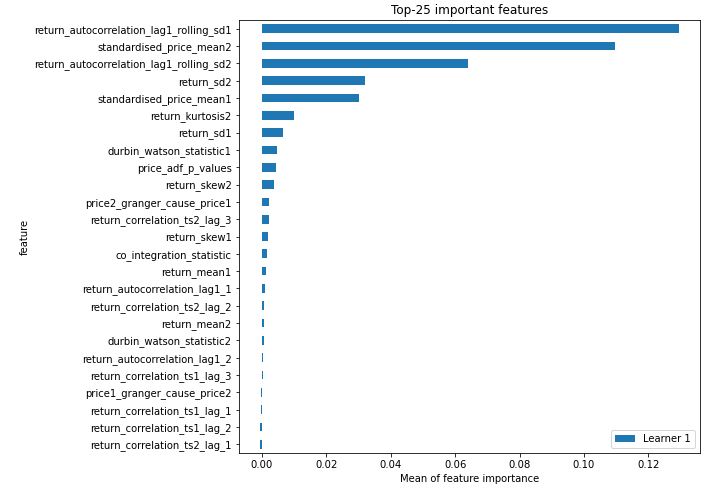 Top-25 important features
return_autocorrelation_lag1_rolling_sd1
standardised_price_mean2
return_autocorrelation_lag1_rolling_sd2
return_sd2
standardised_price_mean1
return_kurtosis2
return_sd1
durbin_watson_statistic1
price_adf_p_values
return_skew2
price2_granger_cause_price1
return_correlation_ts2_lag_3
return_skew1
co_integration_statistic
return_mean1
return_autocorrelation_lag1_1
return_correlation_ts2_lag_2
return_mean2
durbin_watson_statistic2
return_autocorrelation_lag1_2
return_correlation_ts1_lag_3
price1_granger_cause_price2
return_correlation_ts1_lag_1
return_correlation_ts1_lag_2
return_correlation_ts2_lag_1
feature
Learner 1
0.00 0.02 0.04 0.06 0.08 0.10 0.12
Mean of feature importance